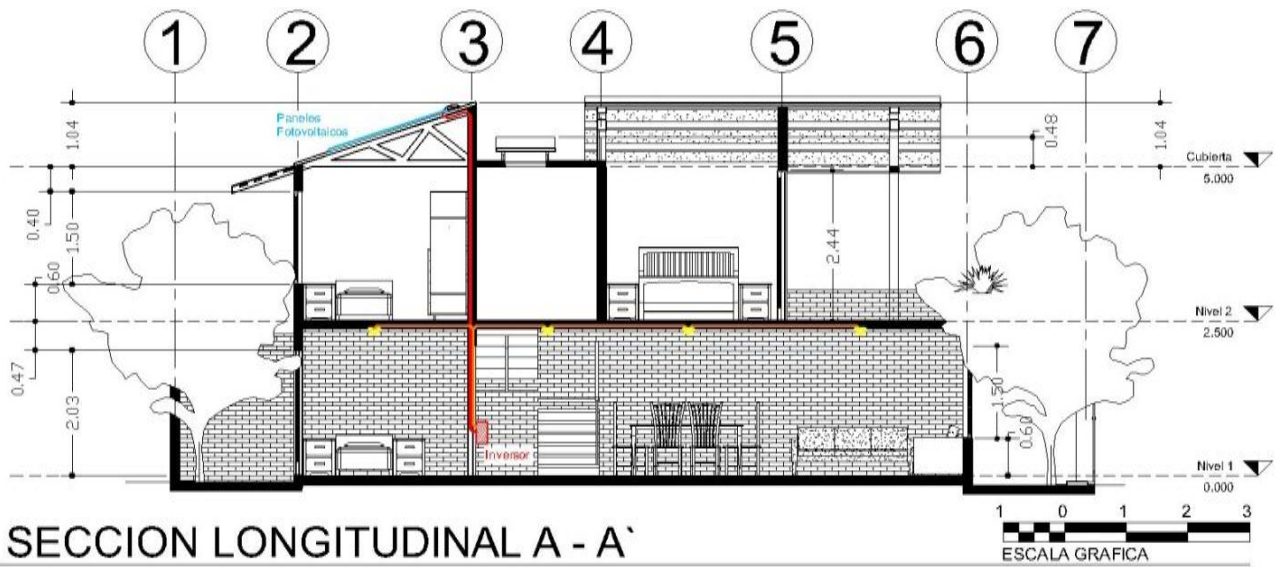 1 2 3 4 5 6 7
Paneles
Fotovoltaicos
1.04
0.40
1.50
0.60
0.47
2.03
0.48
1.04
2.44
1.50
0.60
Cubierta
5.000
Nivel 2
2.500
Nivel 1
0.000
Inversor
1 0 1 2 3
ESCALA GRAFICA
SECCION LONGITUDINAL A - A`